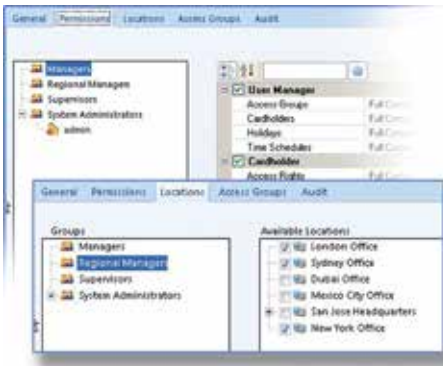 General Permissions Locations Access Groups Audit
Managers
Regional Managers
Supervisors
System Administrators
admin
User Manager
Access Groups
Cardholders
Holidays
Time Schedules
Cardholder
Access Rights
General Permissions Locations Access Groups Audit
Groups
Managers
Regional Managers
Supervisors
System Administrators
Available Locations
London Office
Sydney Office
Dubai Office
Mexico City Office
San Jose Headquarters
New York Office